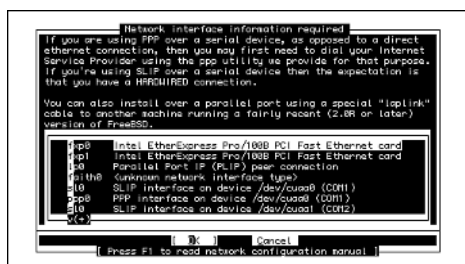 Network interface information required
If you are using PPP over a serial device, as opposed to a direct
ethernet connection, then you may first need to dial your Internet
Service Provider using the ppp utility we provide for that purpose.
If you're using SLIP over a serial device then the expectation is
that you have a HARDWIRED connection.
You can also install over a parallel port using a special "laplink"
cable to another machine running a fairly recent (2.0R or later)
version of FreeBSD.
fxp0 Intel EtherExpress Pro/100B PCI Fast Ethernet card
fxp1 Intel EtherExpress Pro/100B PCI Fast Ethernet card
lp0 Parallel Port IP (PLIP) peer connection
faith0 <unknown network interface type>
sl0 SLIP interface on device /dev/cuaa0 (COM1)
ppp0 PPP interface on device /dev/cuaa0 (COM1)
sl0 SLIP interface on device /dev/cuaa1 (COM2)
v(+)
[ OK ] Cancel
[ Press F1 to read network configuration manual ]